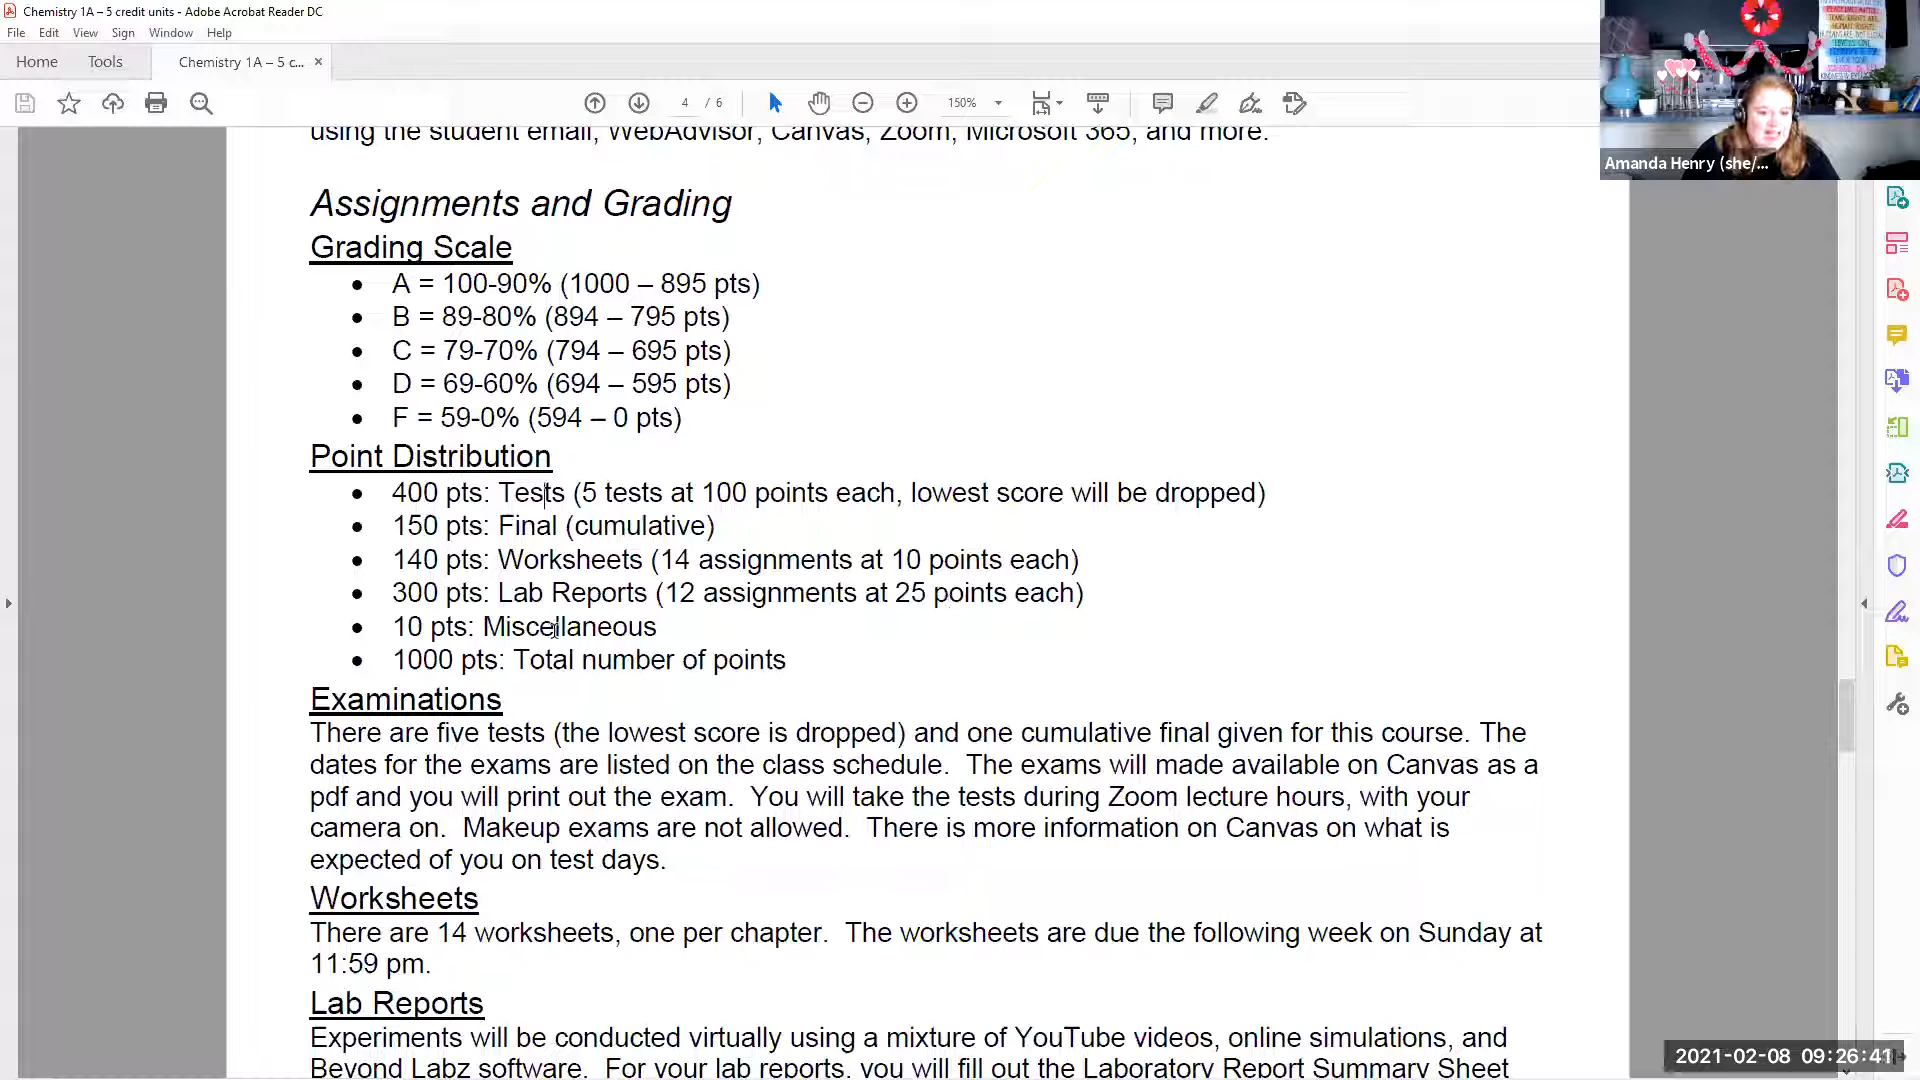 Chemistry 1A – 5 credit units - Adobe Acrobat Reader DC
File Edit View Sign Window Help
Home Tools Chemistry 1A – 5 c... ×
4 / 6 150%
Amanda Henry (she/...
using the student email, WebAdvisor, Canvas, Zoom, Microsoft 365, and more.
Assignments and Grading
Grading Scale
• A = 100-90% (1000 – 895 pts)
• B = 89-80% (894 – 795 pts)
• C = 79-70% (794 – 695 pts)
• D = 69-60% (694 – 595 pts)
• F = 59-0% (594 – 0 pts)
Point Distribution
• 400 pts: Tests (5 tests at 100 points each, lowest score will be dropped)
• 150 pts: Final (cumulative)
• 140 pts: Worksheets (14 assignments at 10 points each)
• 300 pts: Lab Reports (12 assignments at 25 points each)
• 10 pts: Miscellaneous
• 1000 pts: Total number of points
Examinations
There are five tests (the lowest score is dropped) and one cumulative final given for this course. The
dates for the exams are listed on the class schedule. The exams will made available on Canvas as a
pdf and you will print out the exam. You will take the tests during Zoom lecture hours, with your
camera on. Makeup exams are not allowed. There is more information on Canvas on what is
expected of you on test days.
Worksheets
There are 14 worksheets, one per chapter. The worksheets are due the following week on Sunday at
11:59 pm.
Lab Reports
Experiments will be conducted virtually using a mixture of YouTube videos, online simulations, and
Beyond Labz software. For your lab reports, you will fill out the Laboratory Report Summary Sheet
2021-02-08 09:26:41